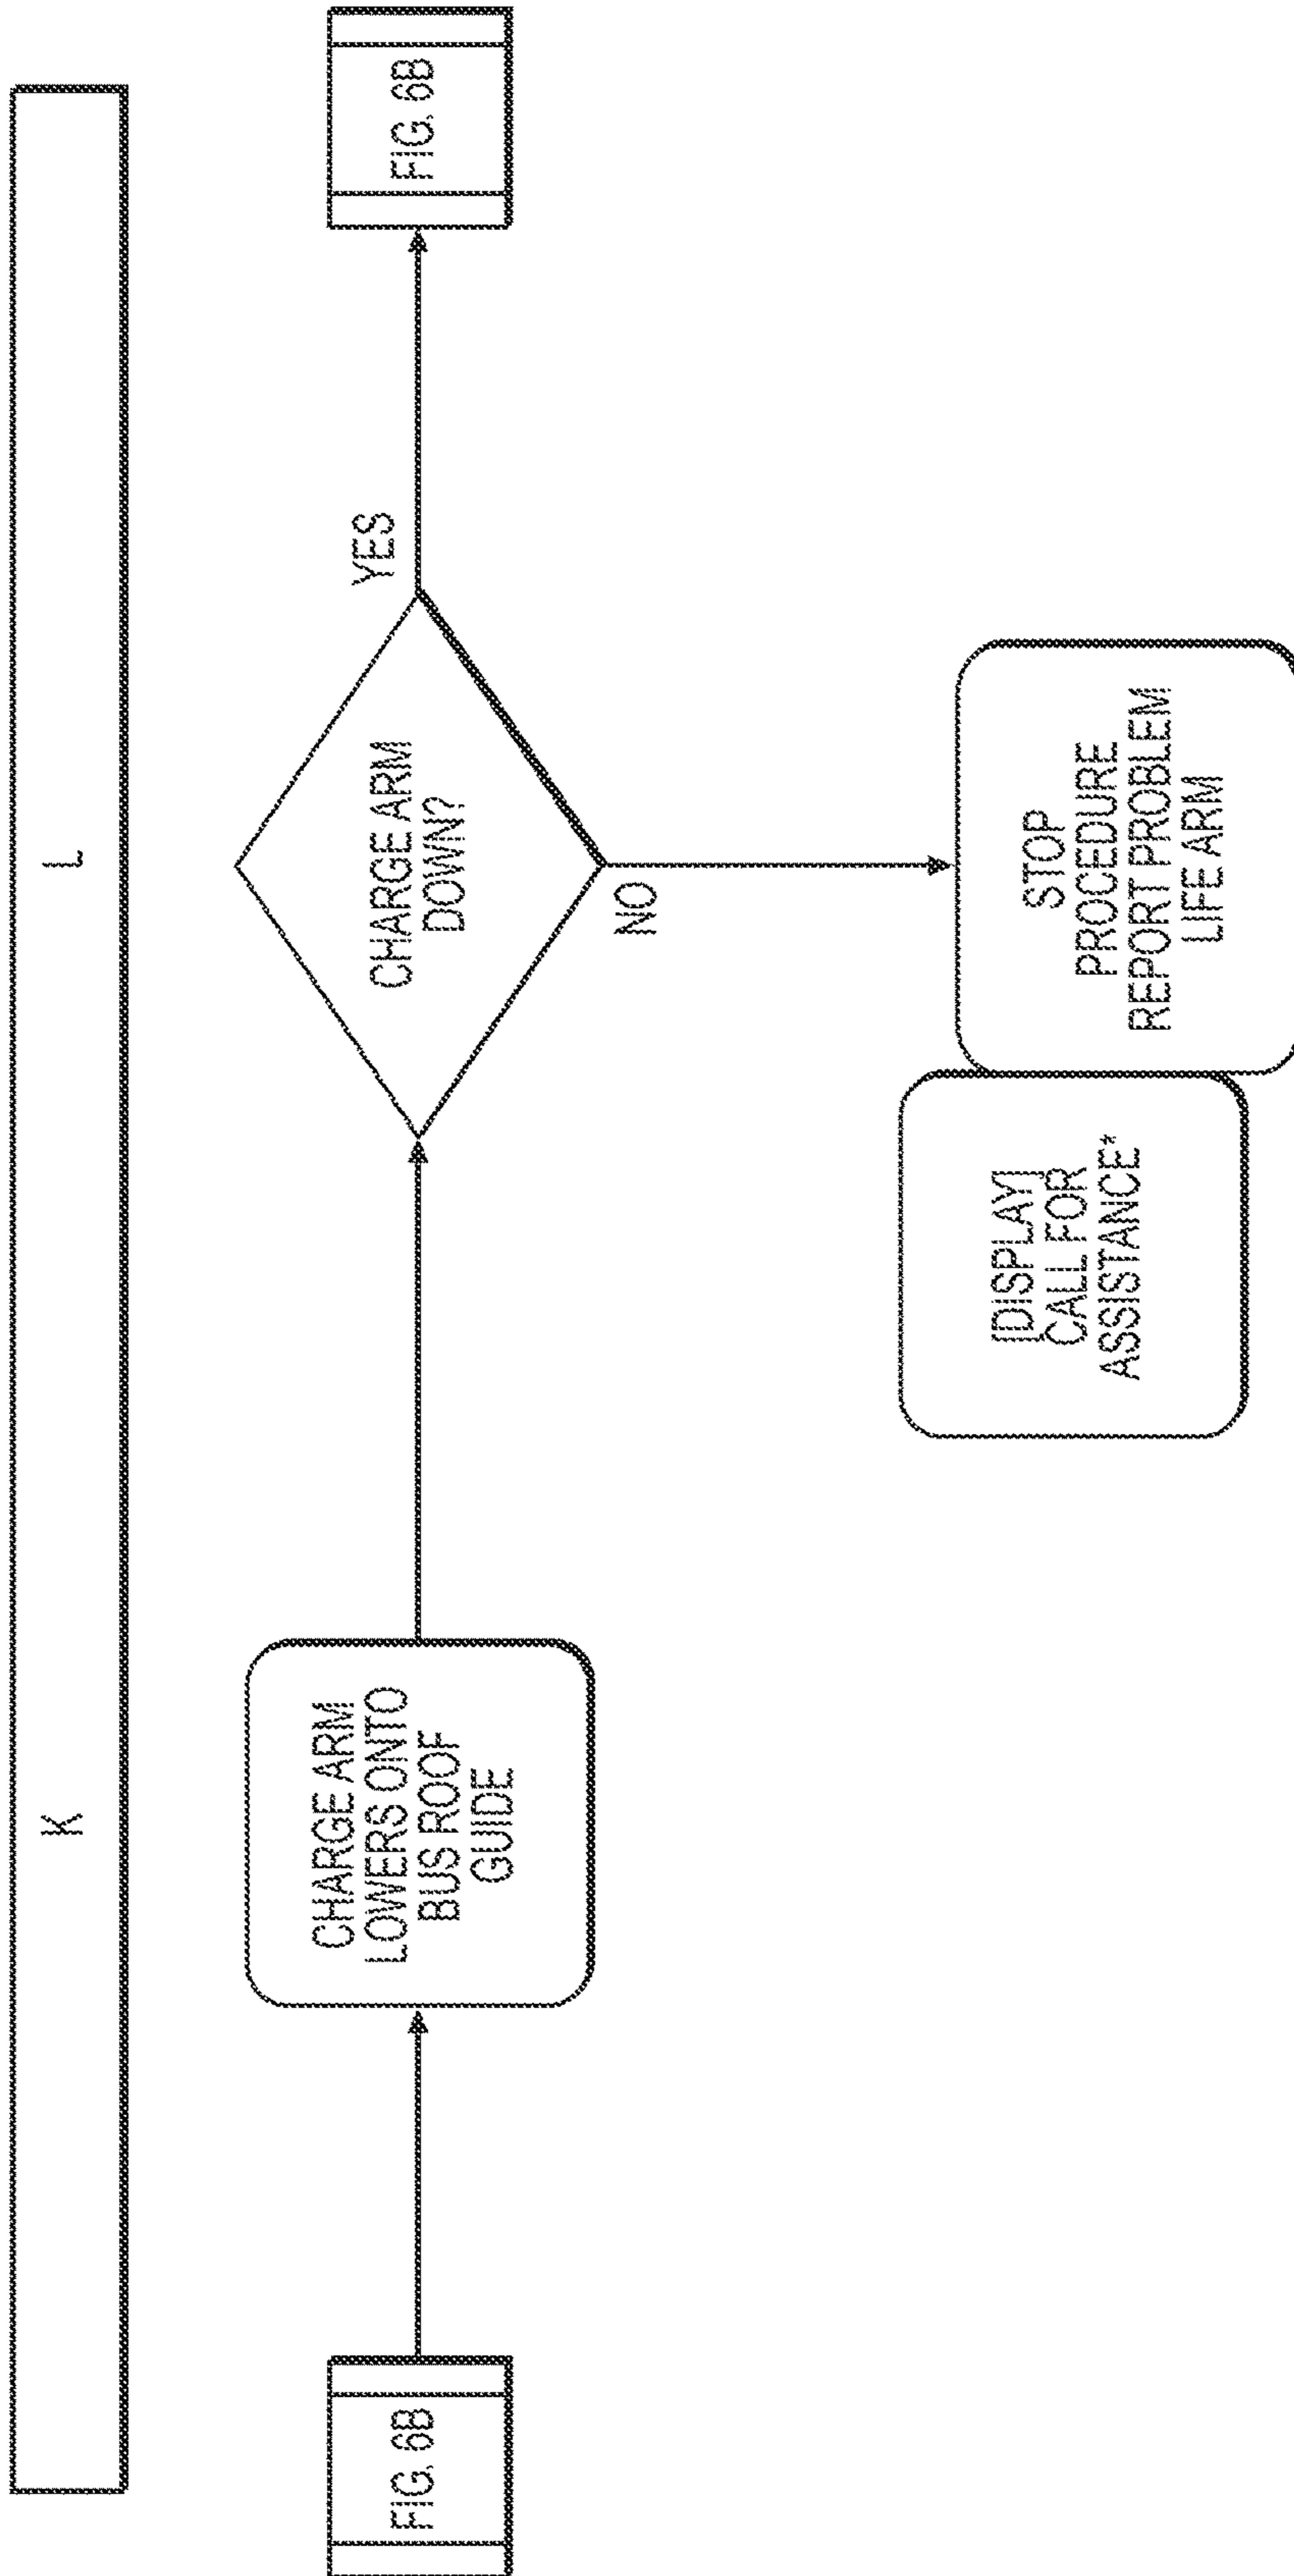 K
L
FIG. 6B
CHARGE ARM
LOWERS ONTO
BUS ROOF
GUIDE
CHARGE ARM
DOWN?
YES
FIG. 6B
NO
[DISPLAY]
CALL FOR
ASSISTANCE*
STOP
PROCEDURE
REPORT PROBLEM
LIFE ARM